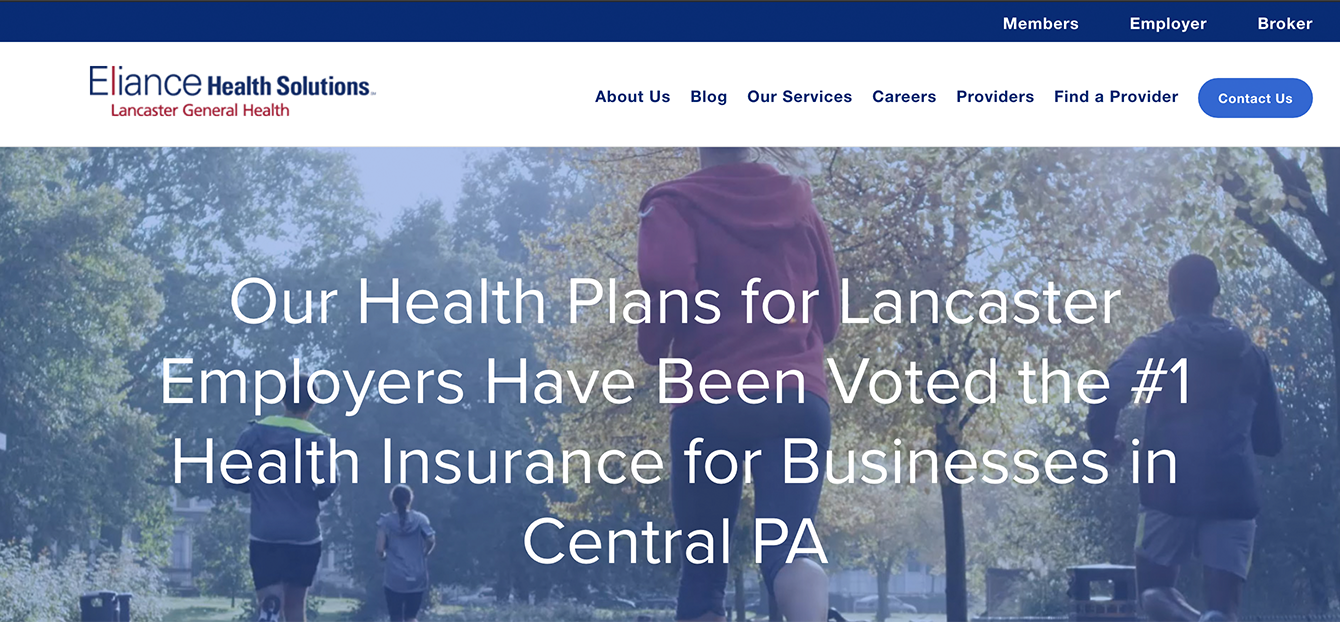 Members Employer Broker
Eliance Health Solutions
Lancaster General Health
About Us Blog Our Services Careers Providers Find a Provider Contact Us
Our Health Plans for Lancaster
Employers Have Been Voted the #1
Health Insurance for Businesses in
Central PA